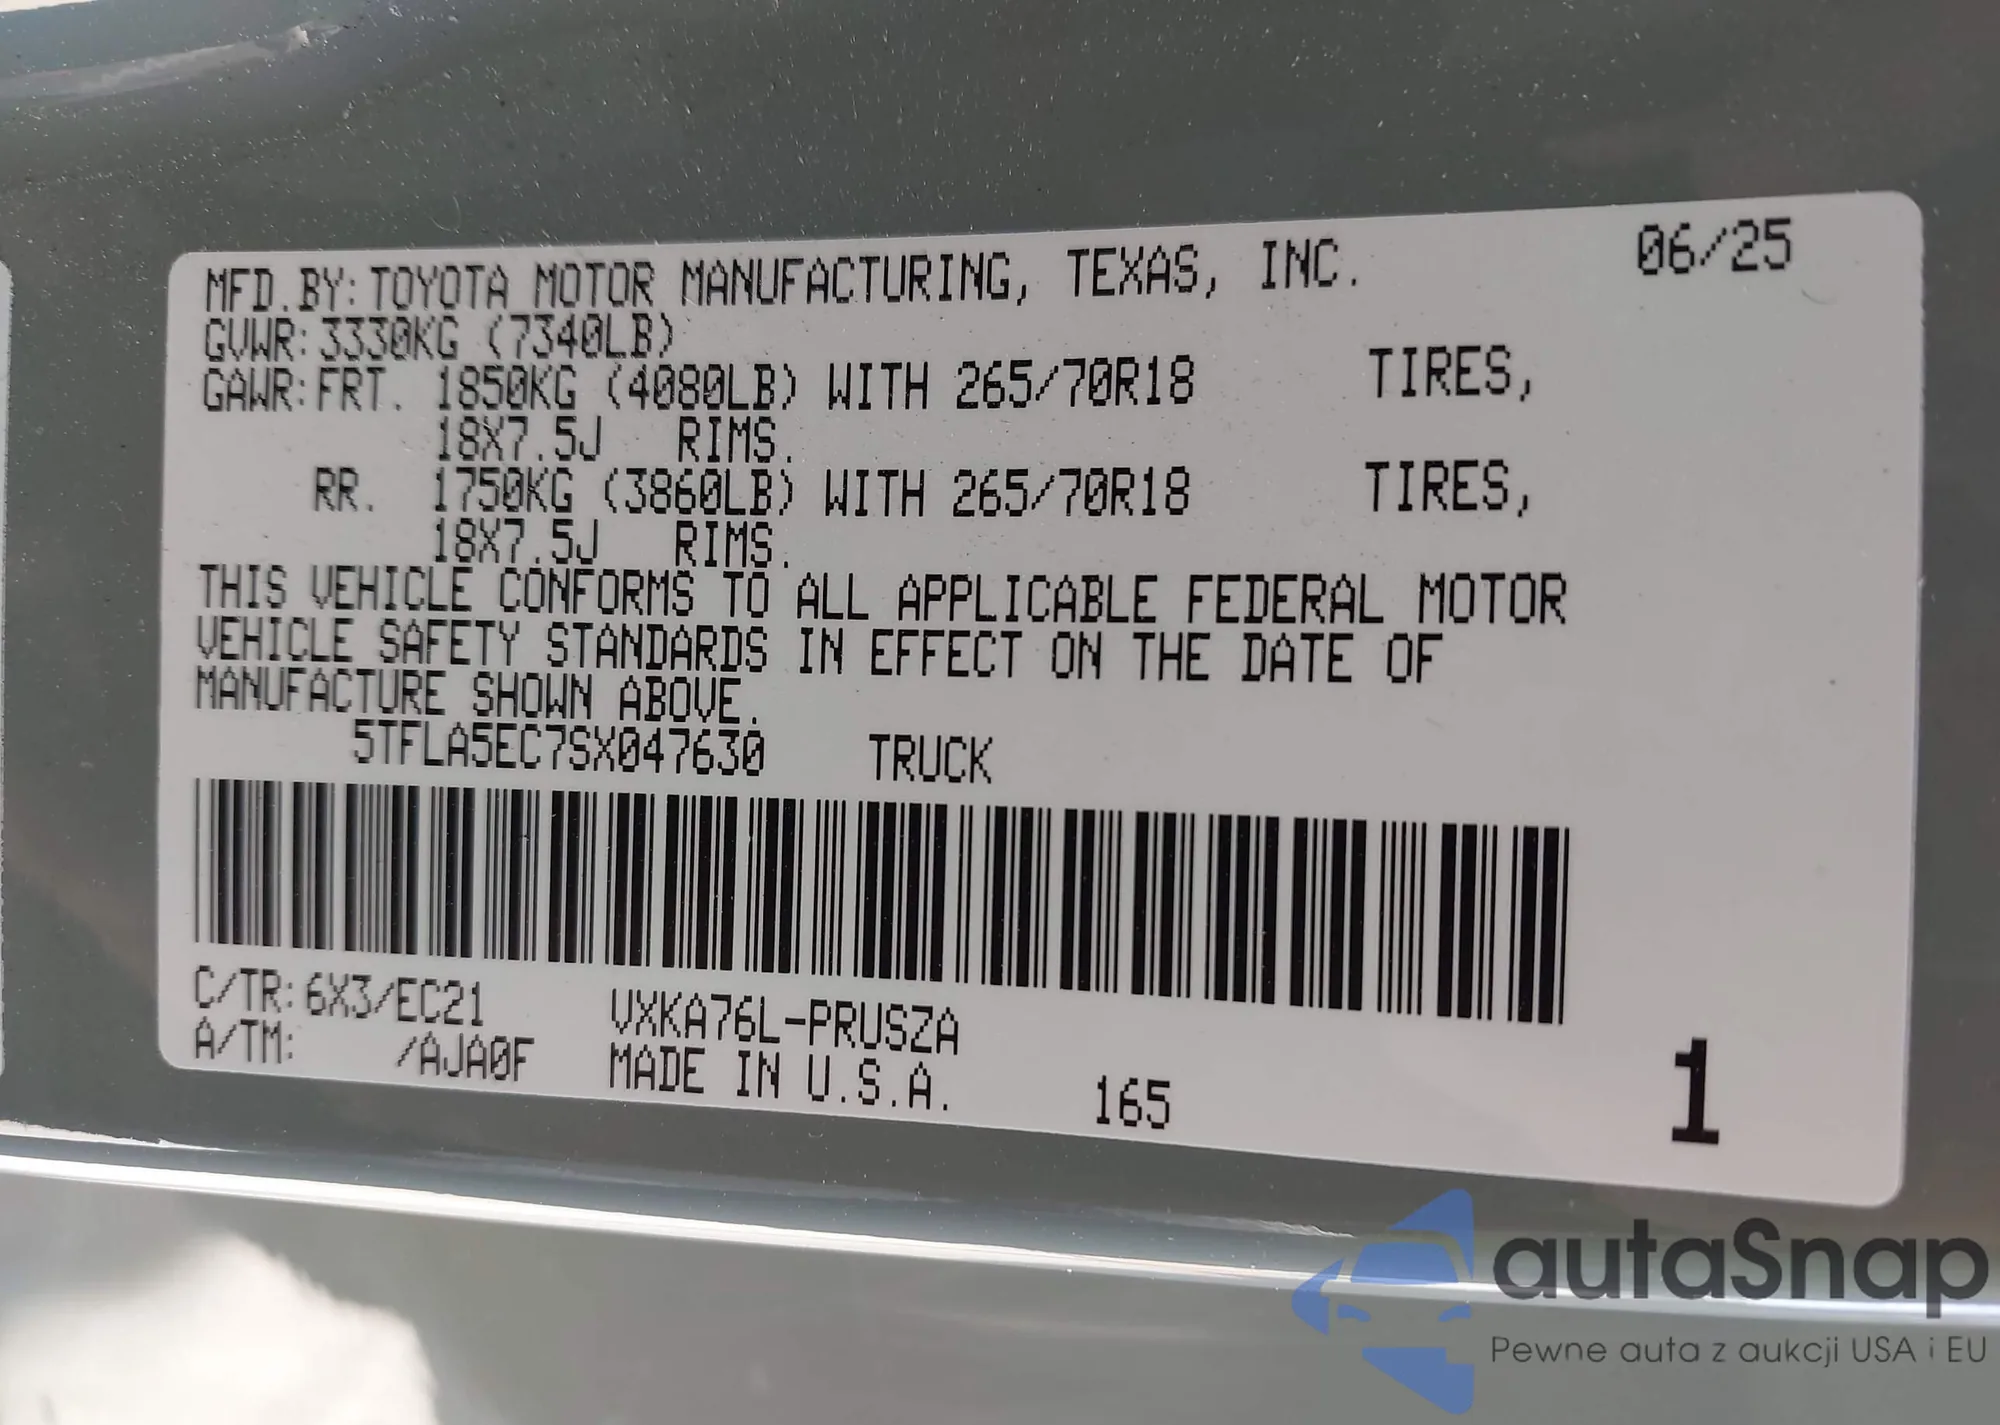 MFD.BY:TOYOTA MOTOR MANUFACTURING, TEXAS, INC. 06/25
GVWR:3330KG (7340LB)
GAWR:FRT. 1850KG (4080LB) WITH 265/70R18 TIRES,
18X7.5J RIMS.
RR. 1750KG (3860LB) WITH 265/70R18 TIRES,
18X7.5J RIMS.
THIS VEHICLE CONFORMS TO ALL APPLICABLE FEDERAL MOTOR
VEHICLE SAFETY STANDARDS IN EFFECT ON THE DATE OF
MANUFACTURE SHOWN ABOVE.
5TFLA5EC7SX047630 TRUCK
C/TR:6X3/EC21 VXKA76L-PRUSZA
A/TM: /AJA0F MADE IN U.S.A. 165 1
autaSnap
Pewne auta z aukcji USA i EU